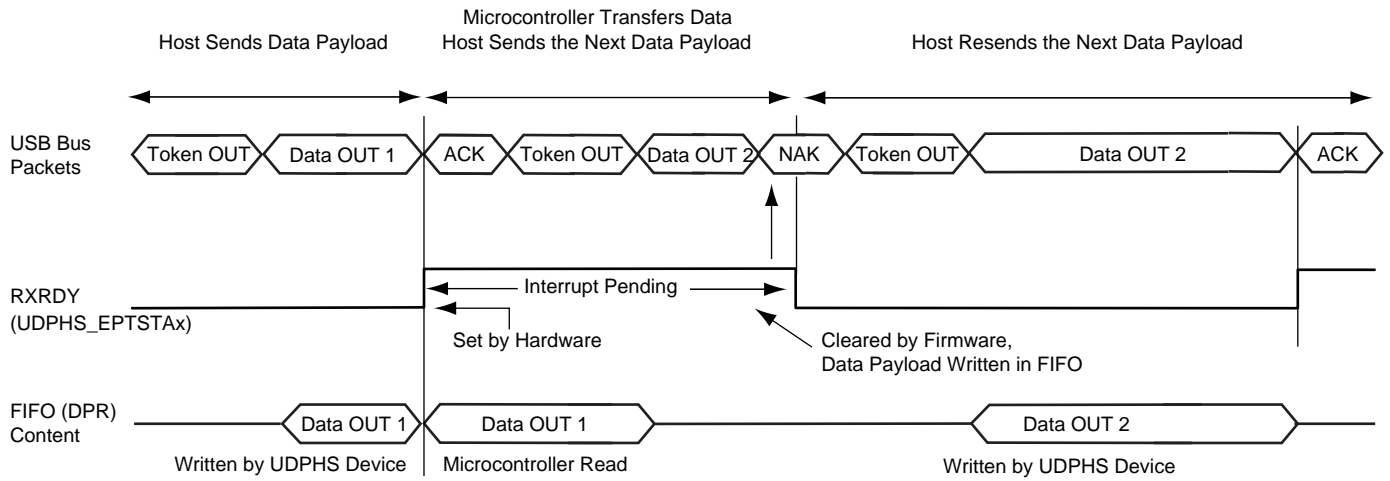 Microcontroller Transfers Data
Host Sends Data Payload
Host Sends the Next Data Payload
Host Resends the Next Data Payload
USB Bus
Packets
Token OUT
Data OUT 1
ACK
Token OUT
Data OUT 2
NAK
Token OUT
Data OUT 2
ACK
RXRDY
(UDPHS_EPTSTAx)
Interrupt Pending
Set by Hardware
Cleared by Firmware,
Data Payload Written in FIFO
FIFO (DPR)
Content
Data OUT 1
Data OUT 1
Data OUT 2
Written by UDPHS Device
Microcontroller Read
Written by UDPHS Device